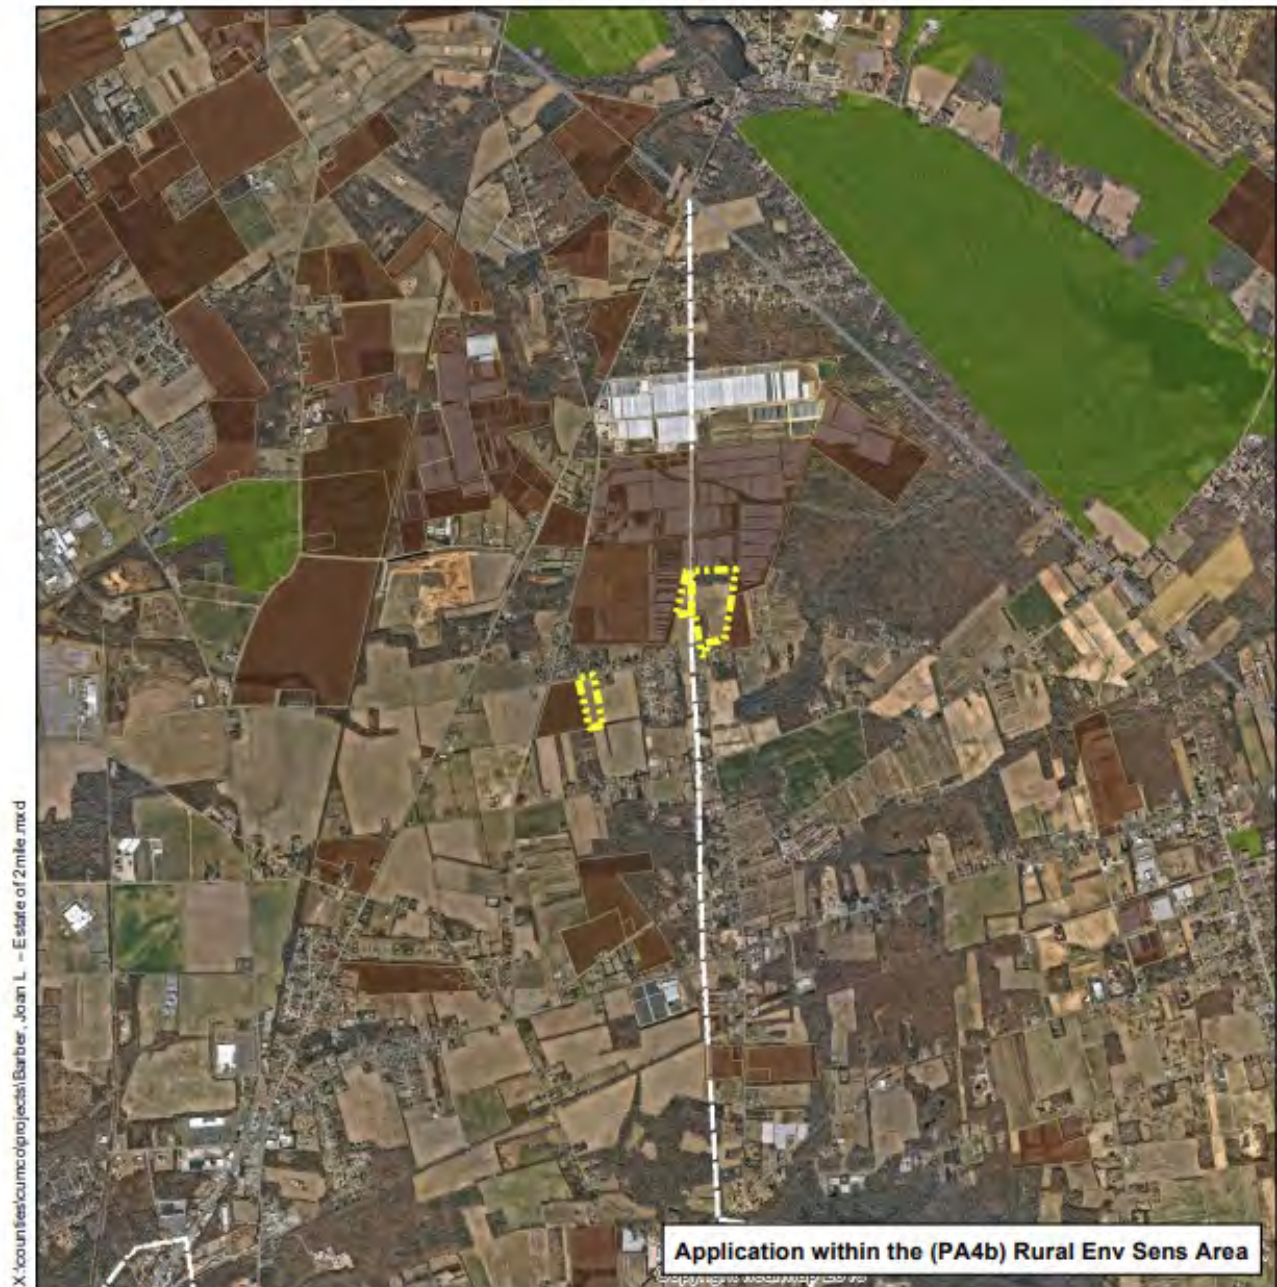 X:\counties\cumco\projects\Barber, Joan L. - Estate of 2mile.mxd
Application within the (PA4b) Rural Env Sens Area